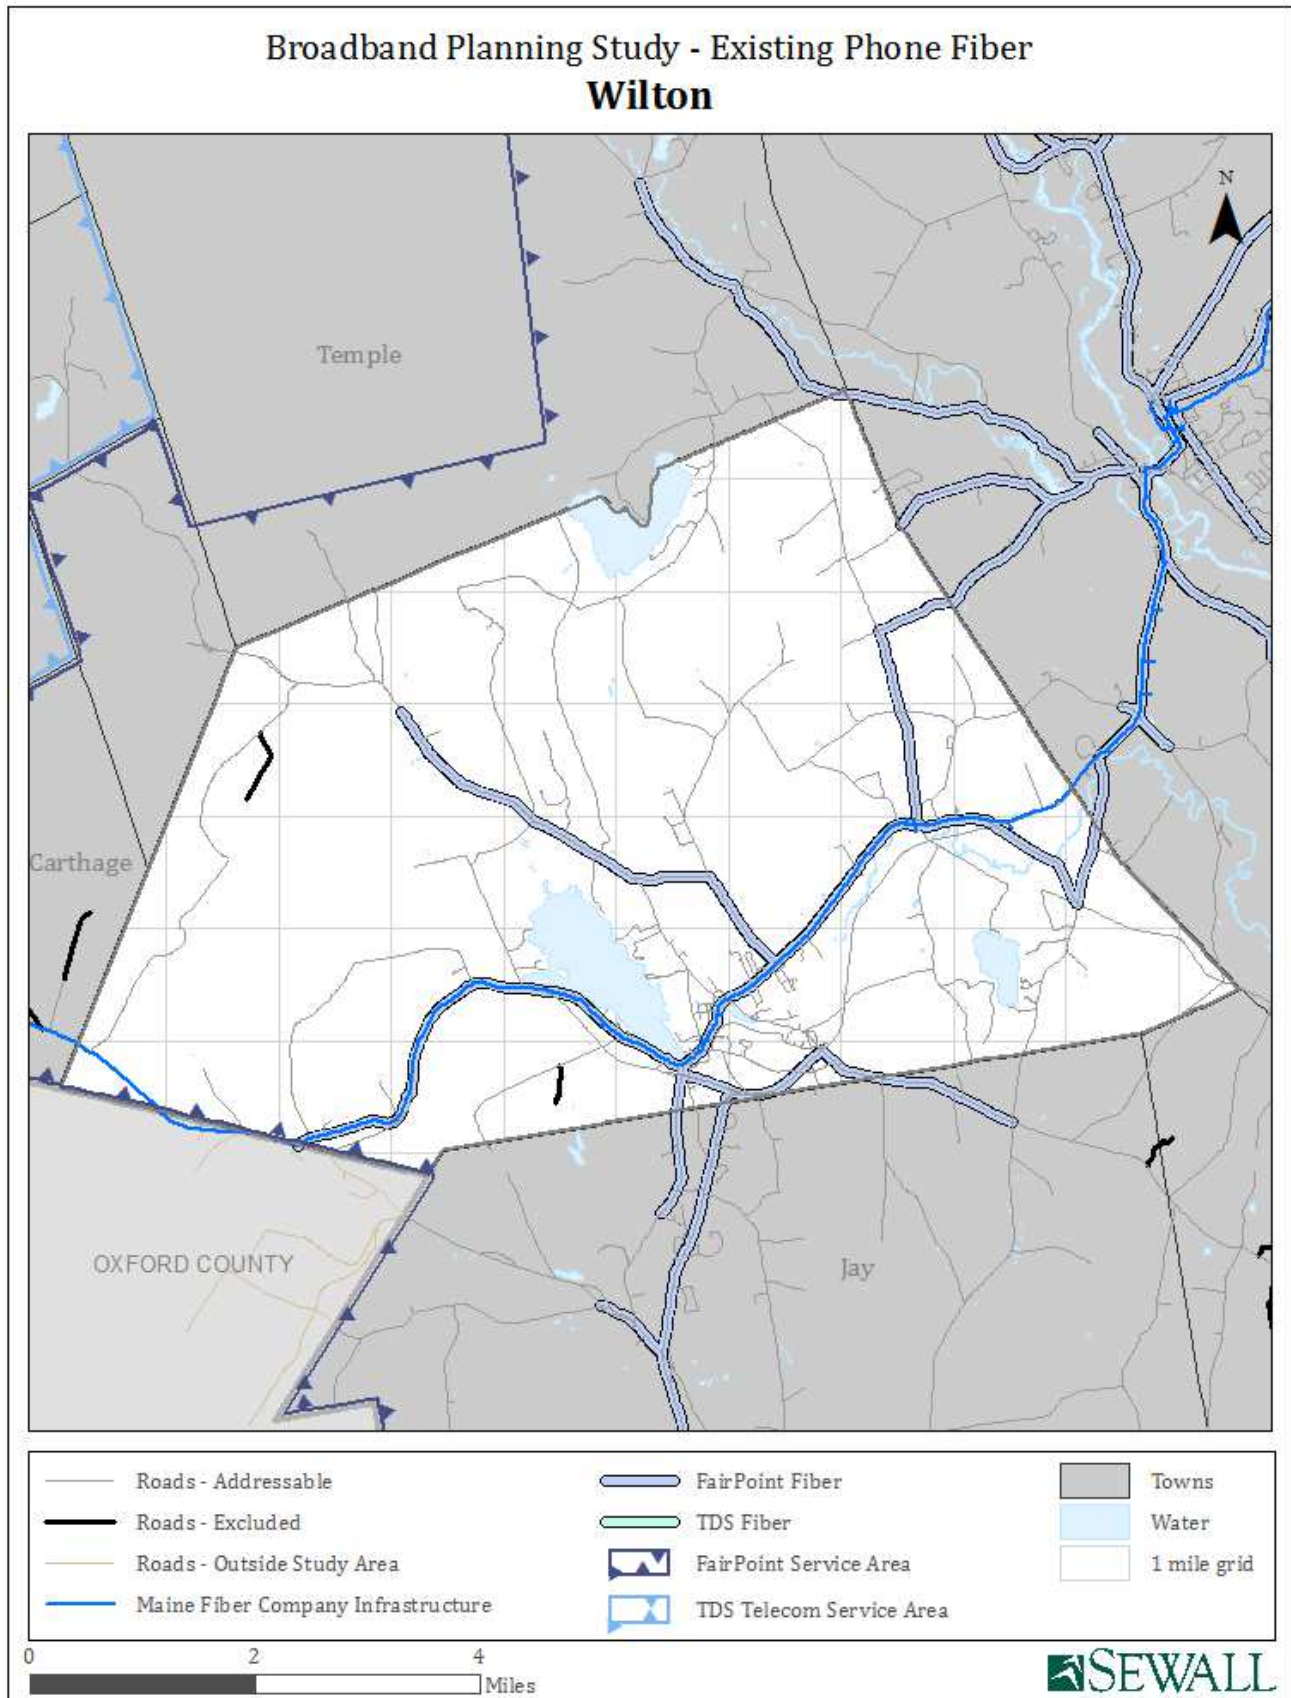 Broadband Planning Study - Existing Phone Fiber
Wilton
N
Temple
Carthage
OXFORD COUNTY
Jay
Roads - Addressable
Roads - Excluded
Roads - Outside Study Area
Maine Fiber Company Infrastructure
FairPoint Fiber
TDS Fiber
FairPoint Service Area
TDS Telecom Service Area
Towns
Water
1 mile grid
0 2 4
Miles
SEWALL